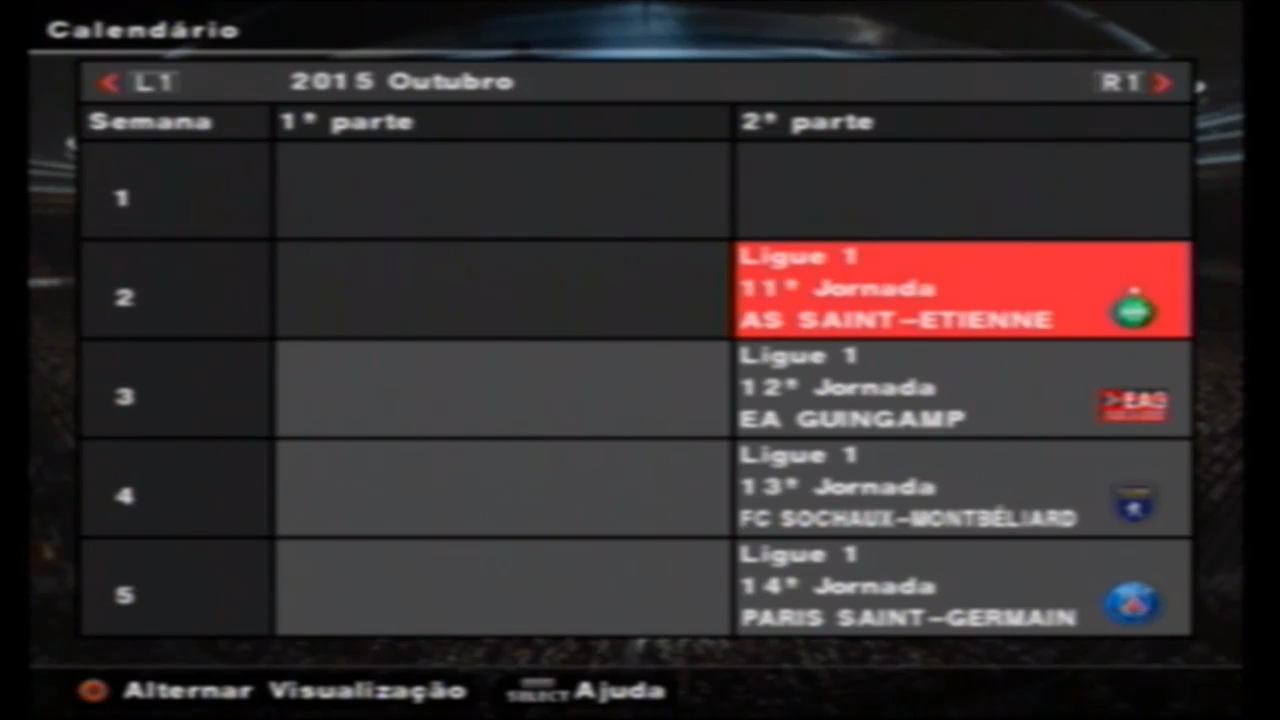 Calendário
L1 2015 Outubro R1
Semana 1ª parte 2ª parte
1
2
Ligue 1
11ª Jornada
AS SAINT-ETIENNE
3
Ligue 1
12ª Jornada
EA GUINGAMP
EAG
4
Ligue 1
13ª Jornada
FC SOCHAUX-MONTBÉLIARD
5
Ligue 1
14ª Jornada
PARIS SAINT-GERMAIN
Alternar Visualização SELECT Ajuda